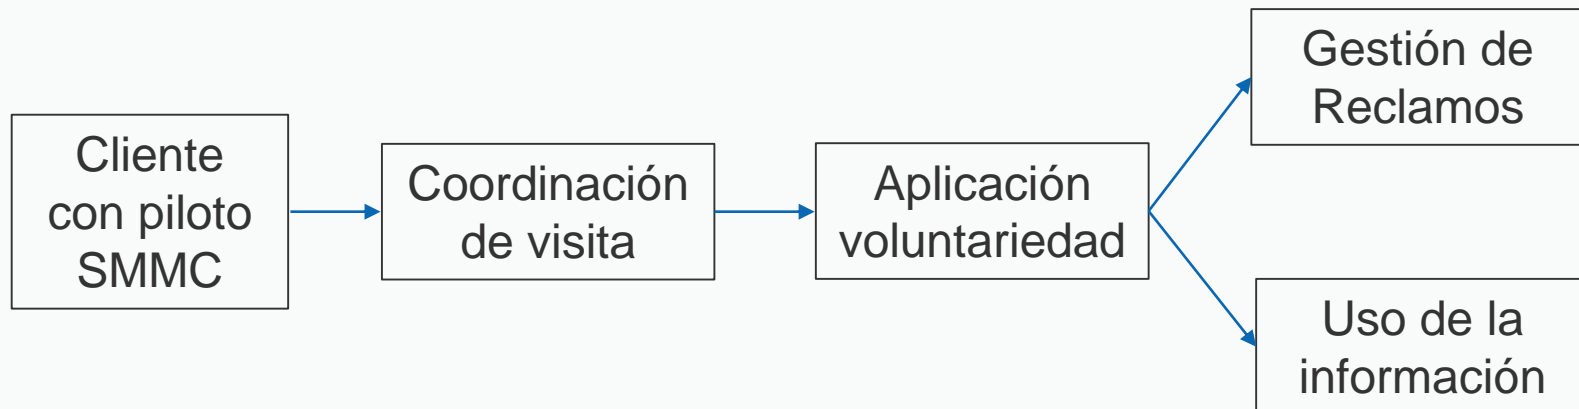 Cliente
con piloto
SMMC
Coordinación
de visita
Aplicación
voluntariedad
Gestión de
Reclamos
Uso de la
información